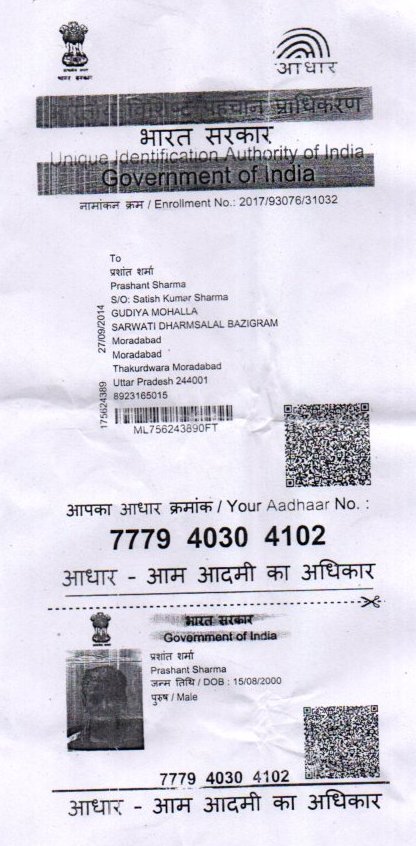 भारत सरकार
आधार
भारतीय विशिष्ट पहचान प्राधिकरण
भारत सरकार
Unique Identification Authority of India
Government of India
नामांकन क्रम / Enrollment No.: 2017/93076/31032
To
प्रशांत शर्मा
Prashant Sharma
S/O: Satish Kumar Sharma
GUDIYA MOHALLA
SARWATI DHARMSALAL BAZIGRAM
Moradabad
Moradabad
Thakurdwara Moradabad
Uttar Pradesh 244001
8923165015
27/09/2014
175624389
ML756243890FT
आपका आधार क्रमांक / Your Aadhaar No. :
7779 4030 4102
आधार - आम आदमी का अधिकार
भारत सरकार
Government of India
प्रशांत शर्मा
Prashant Sharma
जन्म तिथि / DOB : 15/08/2000
पुरुष / Male
7779 4030 4102
आधार - आम आदमी का अधिकार